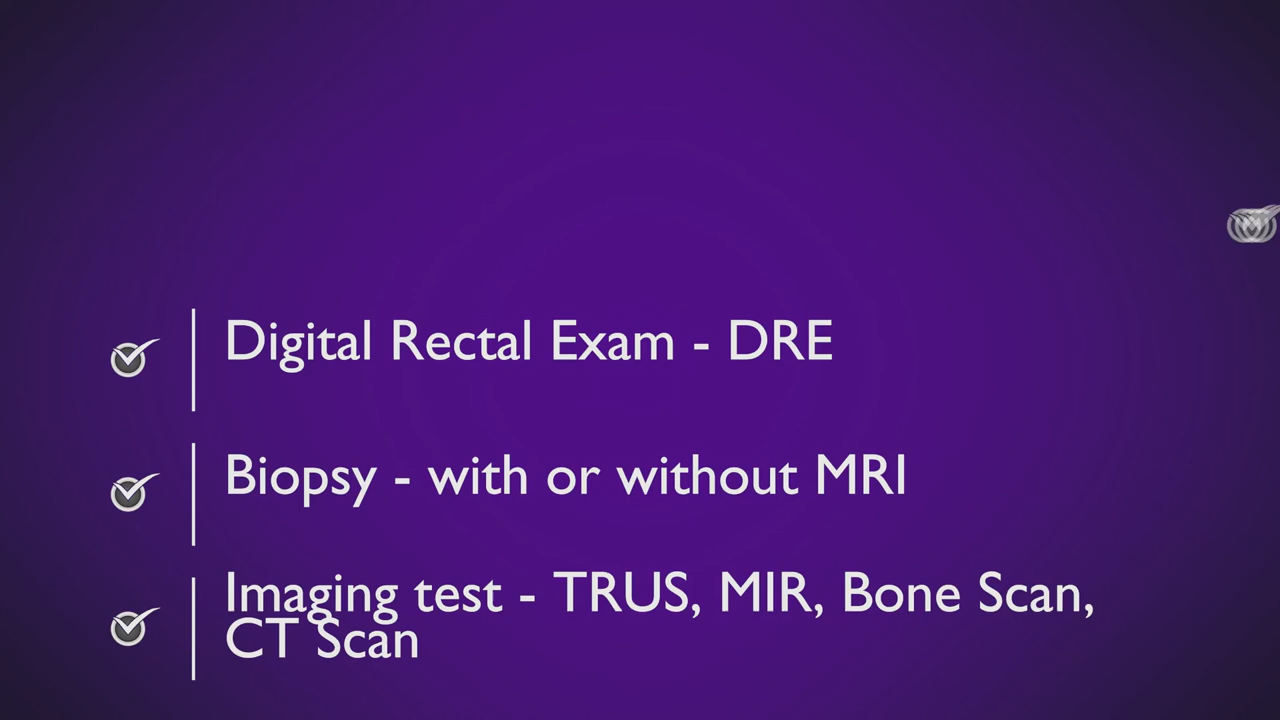 Digital Rectal Exam - DRE
Biopsy - with or without MRI
Imaging test - TRUS, MIR, Bone Scan,
CT Scan